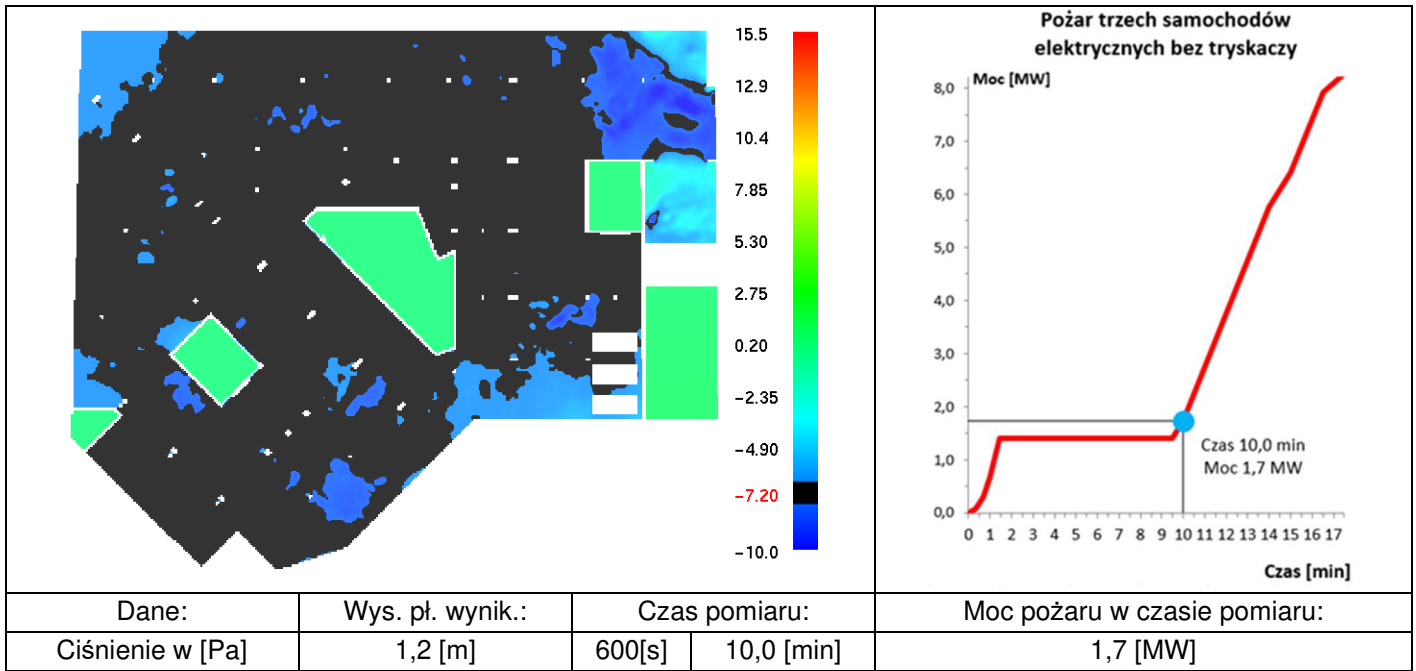 15.5
12.9
10.4
7.85
5.30
2.75
0.20
−2.35
−4.90
−7.20
−10.0
Pożar trzech samochodów
elektrycznych bez tryskaczy
Moc [MW]
8,0
7,0
6,0
5,0
4,0
3,0
2,0
1,0
0,0
Czas 10,0 min
Moc 1,7 MW
0 1 2 3 4 5 6 7 8 9 10 11 12 13 14 15 16 17
Czas [min]
Dane: Wys. pł. wynik.: Czas pomiaru: Moc pożaru w czasie pomiaru:
Ciśnienie w [Pa] 1,2 [m] 600[s] 10,0 [min] 1,7 [MW]